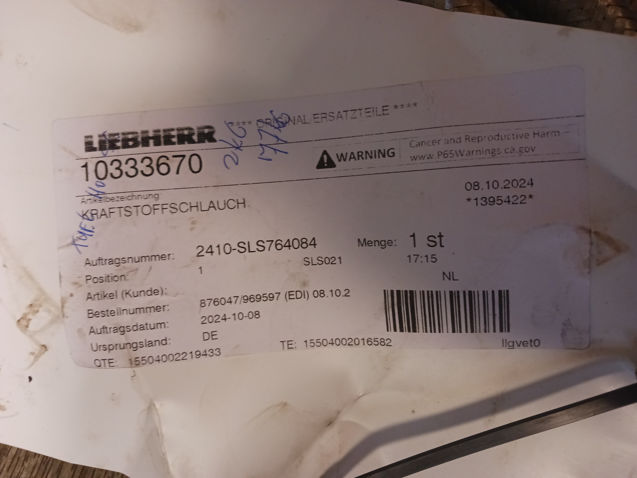 **** ORIGINAL ERSATZTEILE ****
LIEBHERR
10333670
WARNING
Cancer and Reproductive Harm –
www.P65Warnings.ca.gov
Artikelbezeichnung
KRAFTSTOFFSCHLAUCH
08.10.2024
*1395422*
Auftragsnummer: 2410-SLS764084 Menge: 1 st
Position: 1 SLS021 17:15
Artikel (Kunde): NL
Bestellnummer: 876047/969597 (EDI) 08.10.2
Auftragsdatum: 2024-10-08
Ursprungsland: DE
QTE: 15504002219433 TE: 15504002016582 llgvet0